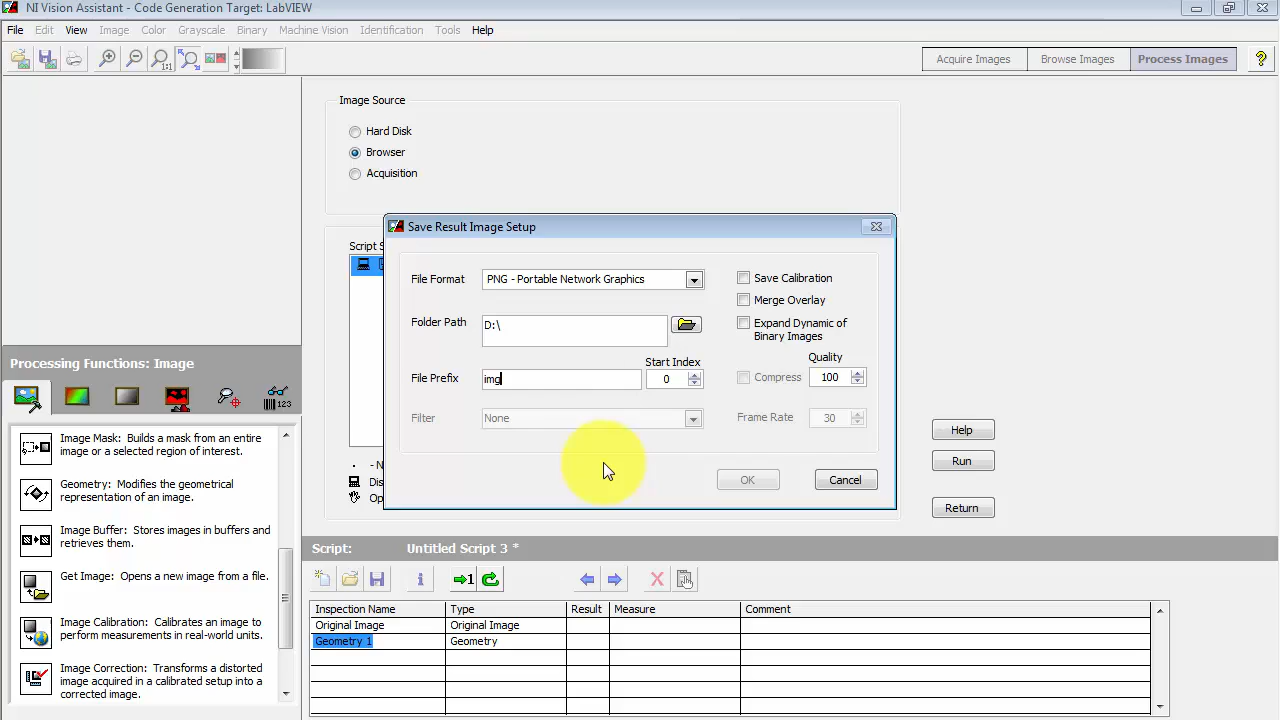 NI Vision Assistant - Code Generation Target: LabVIEW
File Edit View Image Color Grayscale Binary Machine Vision Identification Tools Help
1:1
Acquire Images Browse Images Process Images ?
Image Source
Hard Disk
Browser
Acquisition
Script S
Save Result Image Setup
File Format PNG - Portable Network Graphics
Save Calibration
Merge Overlay
Folder Path D:\
Expand Dynamic of
Binary Images
File Prefix img
Start Index
0
Quality
Compress 100
Filter None
Frame Rate 30
OK Cancel
. - N
Dis
Op
Help
Run
Return
Processing Functions: Image
123
Image Mask: Builds a mask from an entire
image or a selected region of interest.
Geometry: Modifies the geometrical
representation of an image.
Image Buffer: Stores images in buffers and
retrieves them.
Get Image: Opens a new image from a file.
Image Calibration: Calibrates an image to
perform measurements in real-world units.
Image Correction: Transforms a distorted
image acquired in a calibrated setup into a
corrected image.
Script: Untitled Script 3 *
1
Inspection Name Type Result Measure Comment
Original Image Original Image
Geometry 1 Geometry